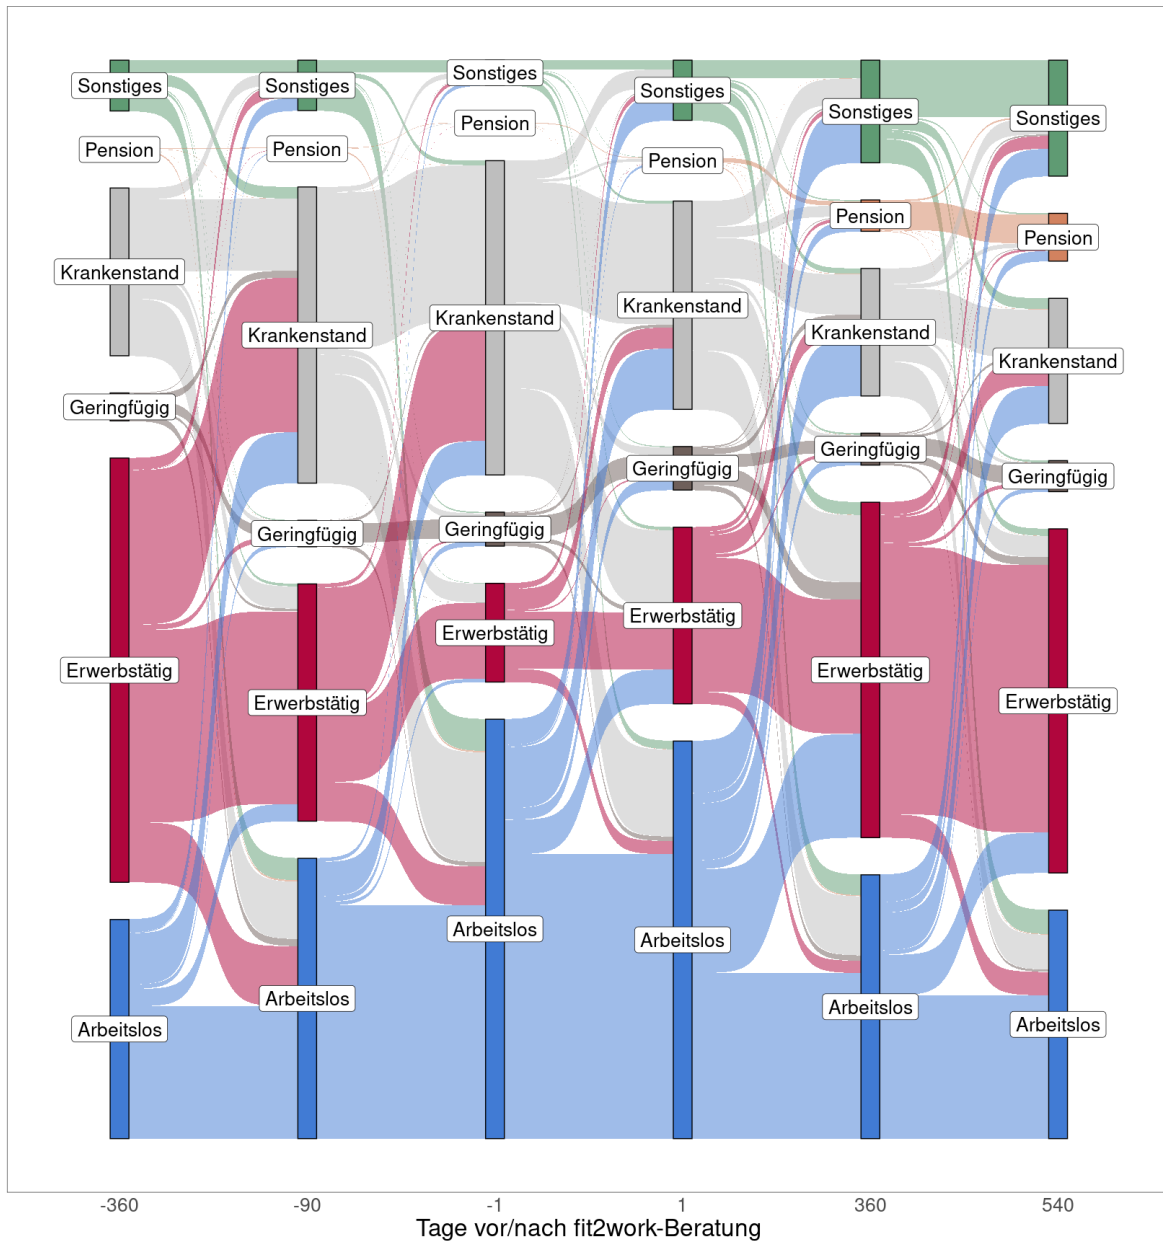 Sonstiges
Pension
Krankenstand
Geringfügig
Erwerbstätig
Arbeitslos
Sonstiges
Pension
Krankenstand
Geringfügig
Erwerbstätig
Arbeitslos
Sonstiges
Pension
Krankenstand
Geringfügig
Erwerbstätig
Arbeitslos
Sonstiges
Pension
Krankenstand
Geringfügig
Erwerbstätig
Arbeitslos
Sonstiges
Pension
Krankenstand
Geringfügig
Erwerbstätig
Arbeitslos
Sonstiges
Pension
Krankenstand
Geringfügig
Erwerbstätig
Arbeitslos
-360 -90 -1 1 360 540
Tage vor/nach fit2work-Beratung